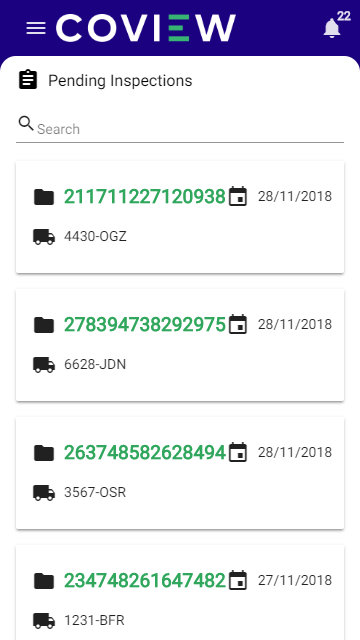 COVIEW
22
Pending Inspections
Search
211711227120938 28/11/2018
4430-OGZ
278394738292975 28/11/2018
6628-JDN
263748582628494 28/11/2018
3567-OSR
234748261647482 27/11/2018
1231-BFR